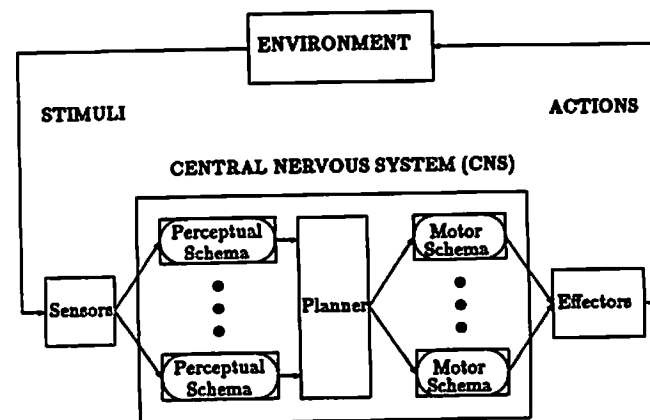 ENVIRONMENT
STIMULI
ACTIONS
CENTRAL NERVOUS SYSTEM (CNS)
Perceptual
Schema
Motor
Schema
Sensors
Planner
Effectors
Perceptual
Schema
Motor
Schema